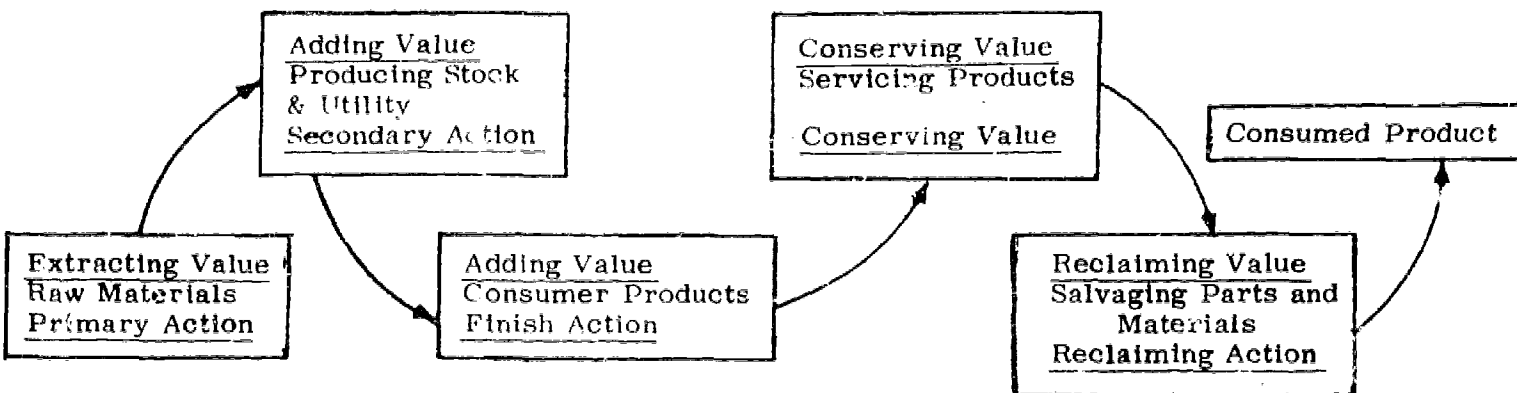 Extracting Value
Raw Materials
Primary Action
Adding Value
Producing Stock
& Utility
Secondary Action
Adding Value
Consumer Products
Finish Action
Conserving Value
Servicing Products
Conserving Value
Reclaiming Value
Salvaging Parts and
Materials
Reclaiming Action
Consumed Product